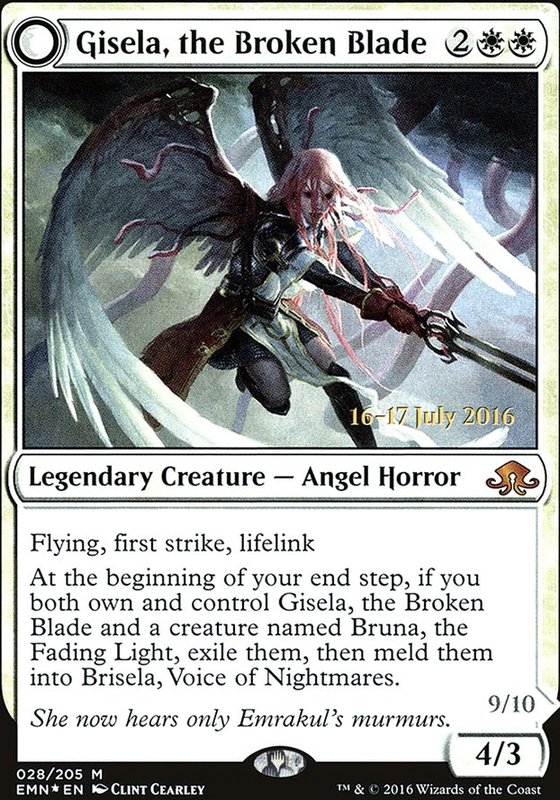 Gisela, the Broken Blade 2
16–17 July 2016
Legendary Creature — Angel Horror
Flying, first strike, lifelink
At the beginning of your end step, if you
both own and control Gisela, the Broken
Blade and a creature named Bruna, the
Fading Light, exile them, then meld them
into Brisela, Voice of Nightmares.
9/10
She now hears only Emrakul's murmurs.
4/3
028/205 M
EMN★EN Clint Cearley
™ & © 2016 Wizards of the Coast